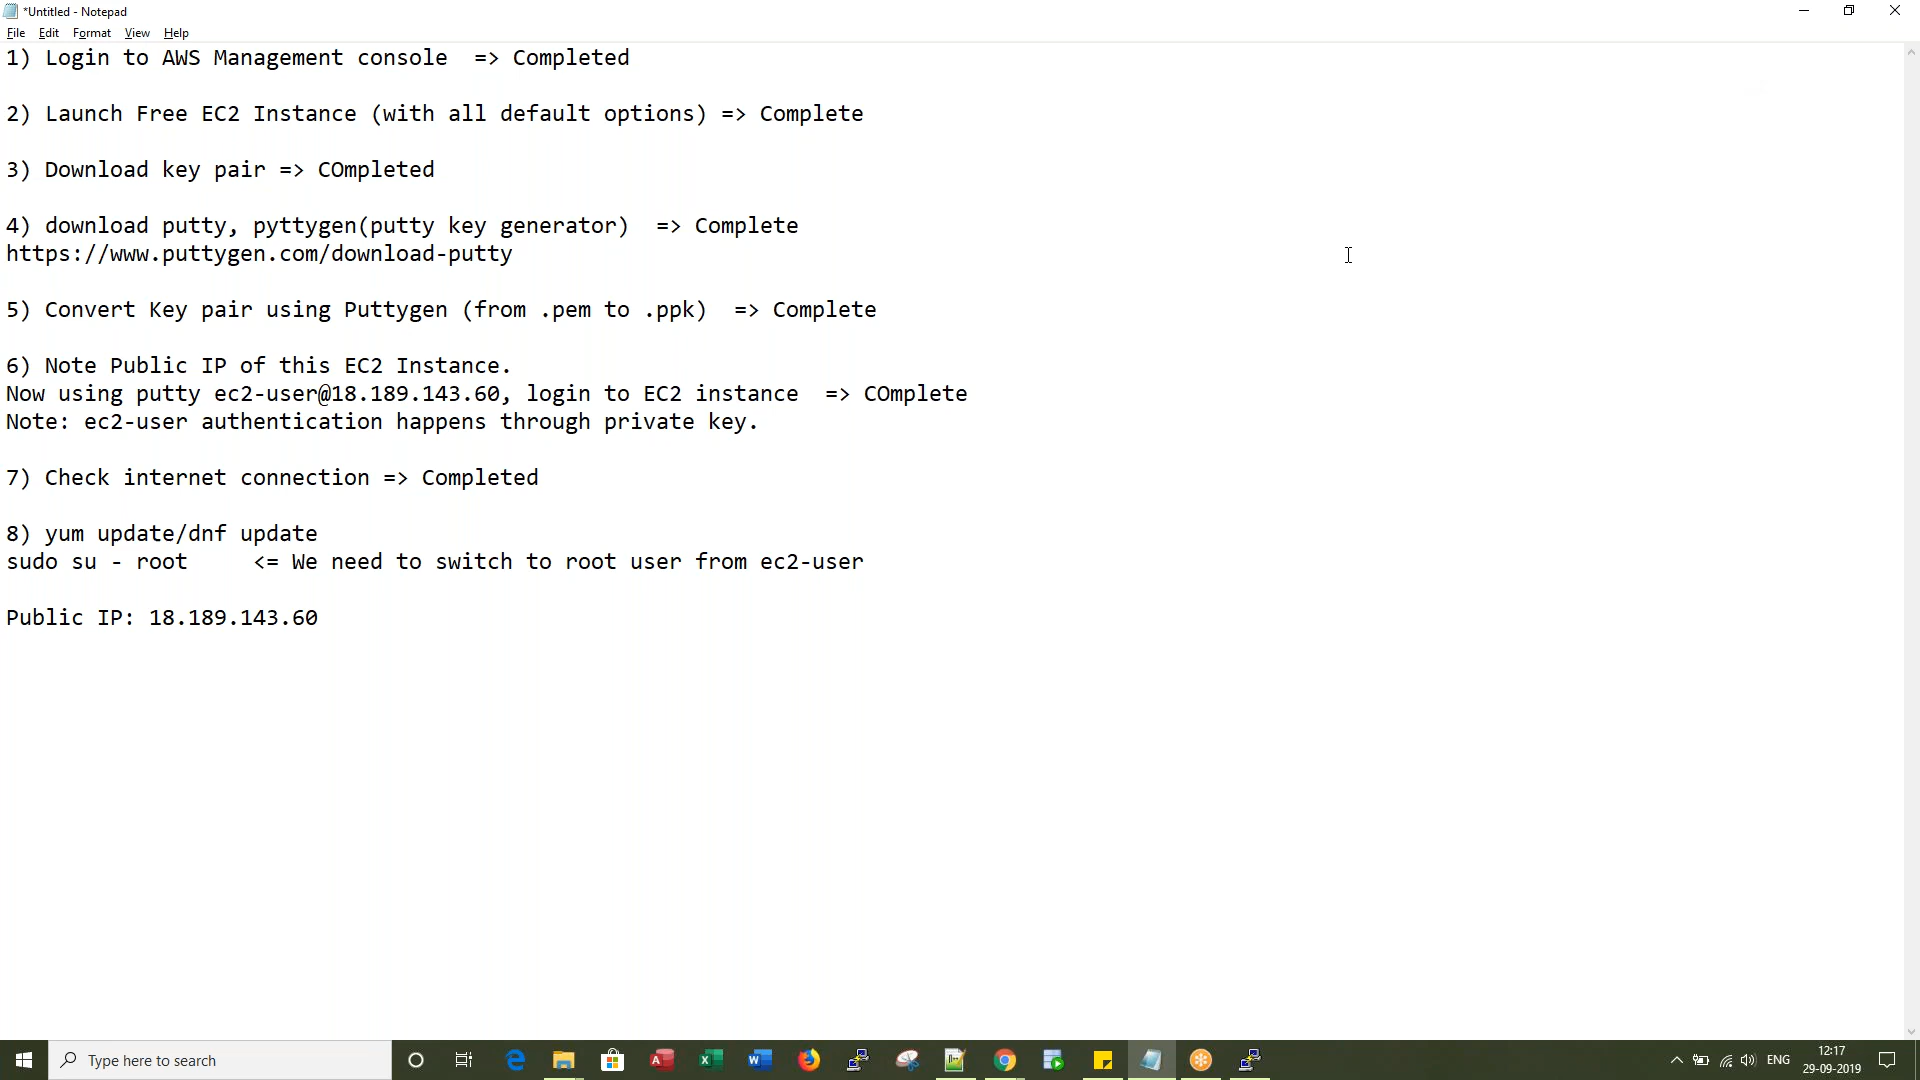 *Untitled - Notepad
File Edit Format View Help
1) Login to AWS Management console  => Completed
2) Launch Free EC2 Instance (with all default options) => Complete
3) Download key pair => COmpleted
4) download putty, pyttygen(putty key generator)  => Complete
https://www.puttygen.com/download-putty
5) Convert Key pair using Puttygen (from .pem to .ppk)  => Complete
6) Note Public IP of this EC2 Instance.
Now using putty ec2-user@18.189.143.60, login to EC2 instance  => COmplete
Note: ec2-user authentication happens through private key.
7) Check internet connection => Completed
8) yum update/dnf update
sudo su - root     <= We need to switch to root user from ec2-user
Public IP: 18.189.143.60
Type here to search
ENG
12:17
29-09-2019